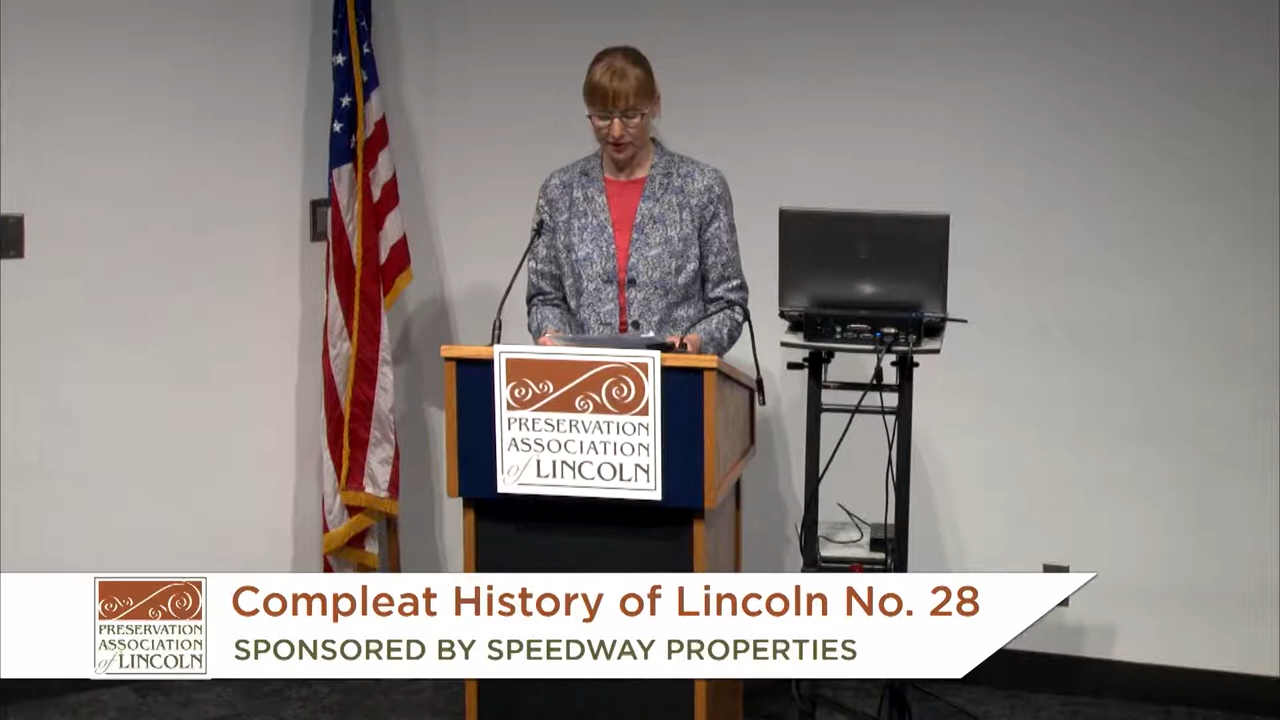 PRESERVATION
ASSOCIATION
of LINCOLN
PRESERVATION
ASSOCIATION
of LINCOLN
Compleat History of Lincoln No. 28
SPONSORED BY SPEEDWAY PROPERTIES